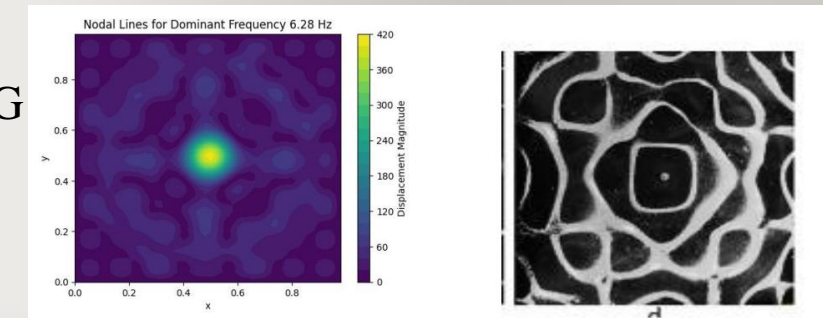 G
Nodal Lines for Dominant Frequency 6.28 Hz
0.8
0.6
0.4
0.2
0.0
y
0.0 0.2 0.4 0.6 0.8
x
420
360
300
240
180
120
60
0
Displacement Magnitude
d